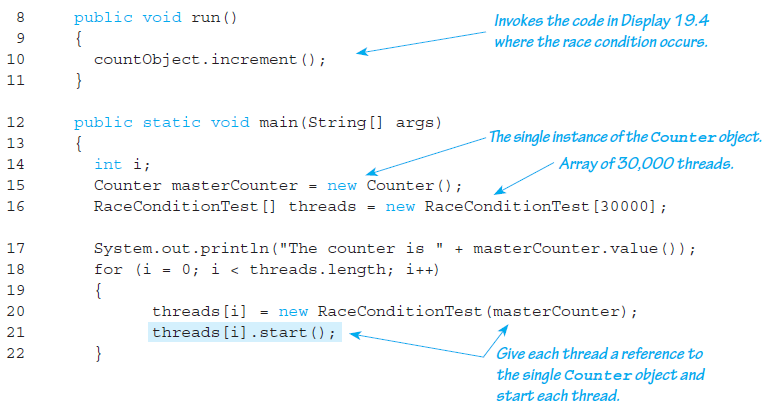 8 public void run()
Invokes the code in Display 19.4
9 {
where the race condition occurs.
10 countObject.increment();
11 }
12 public static void main(String[] args)
13 {
The single instance of the Counter object.
14 int i;
Array of 30,000 threads.
15 Counter masterCounter = new Counter();
16 RaceConditionTest[] threads = new RaceConditionTest[30000];
17 System.out.println("The counter is " + masterCounter.value());
18 for (i = 0; i < threads.length; i++)
19 {
20 threads[i] = new RaceConditionTest(masterCounter);
21 threads[i].start();
22 }
Give each thread a reference to
the single Counter object and
start each thread.